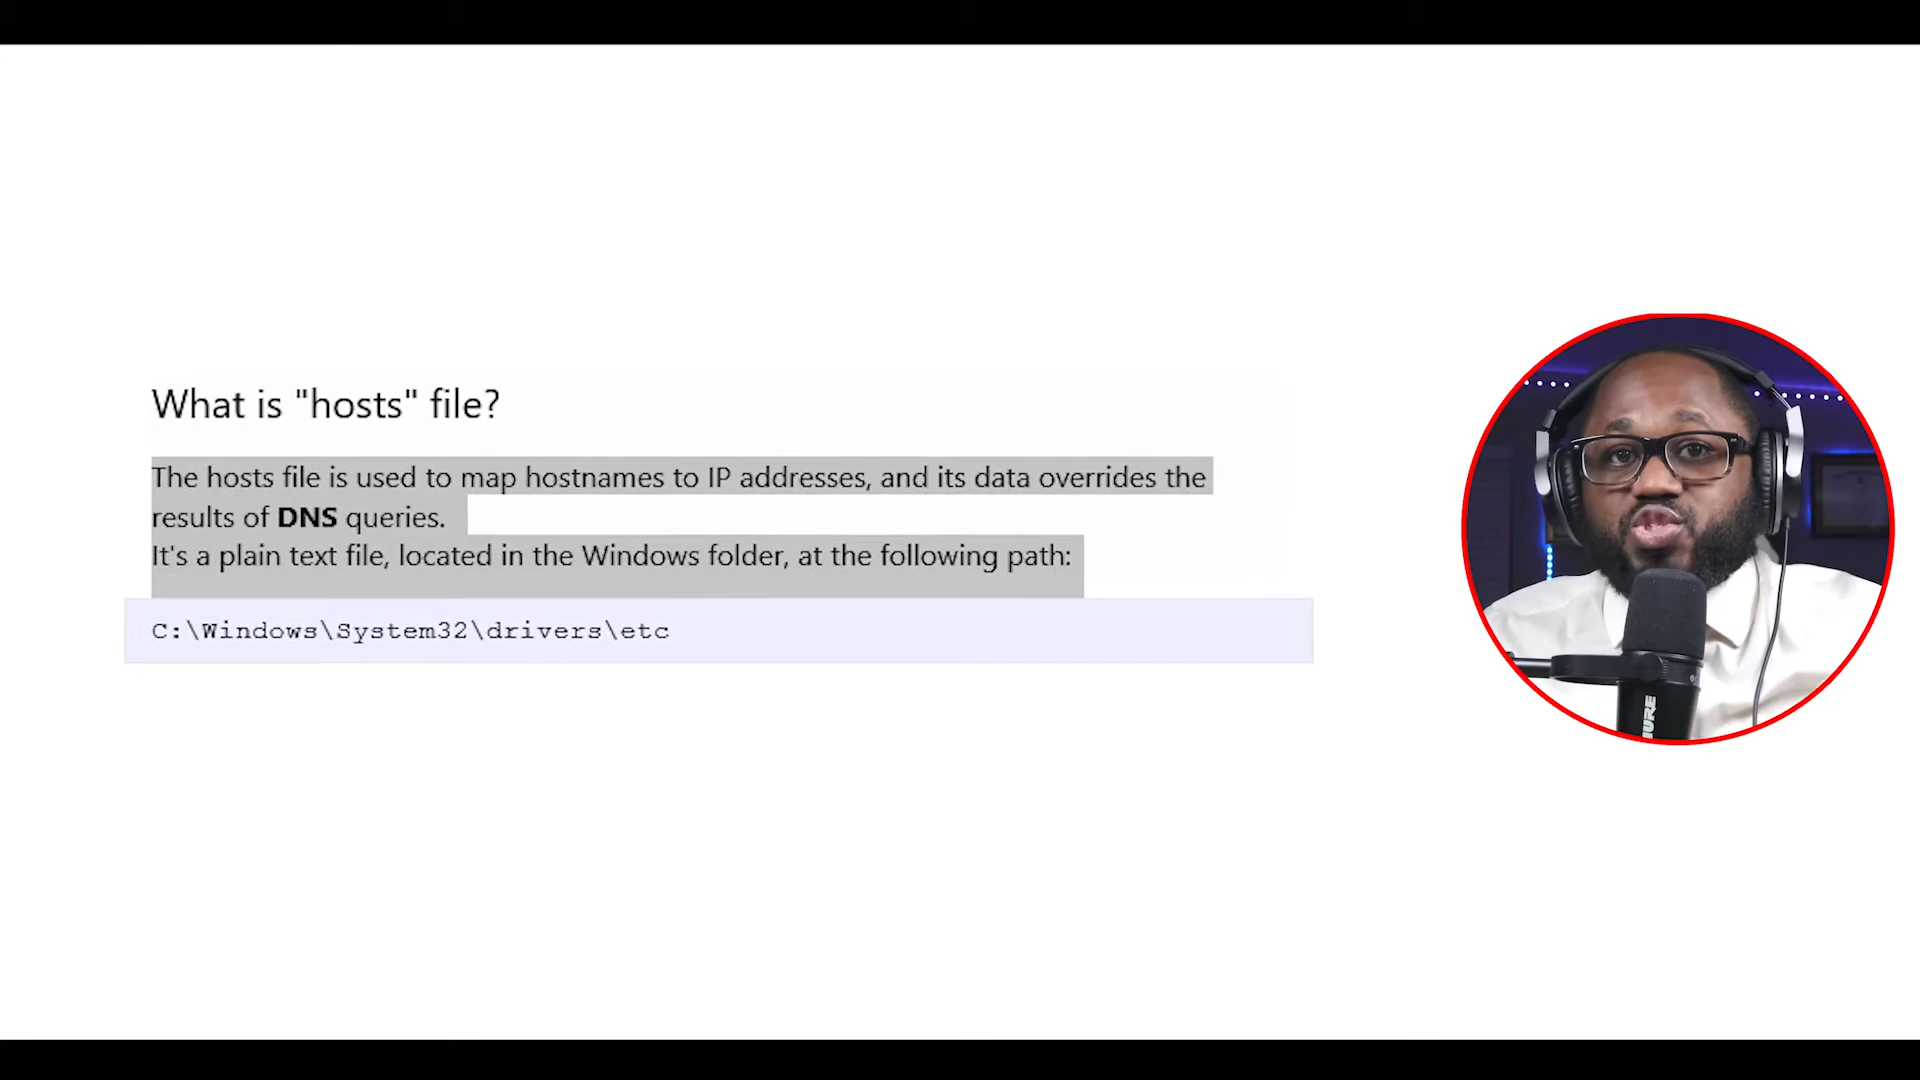 What is "hosts" file?
The hosts file is used to map hostnames to IP addresses, and its data overrides the
results of DNS queries.
It's a plain text file, located in the Windows folder, at the following path:
C:\Windows\System32\drivers\etc